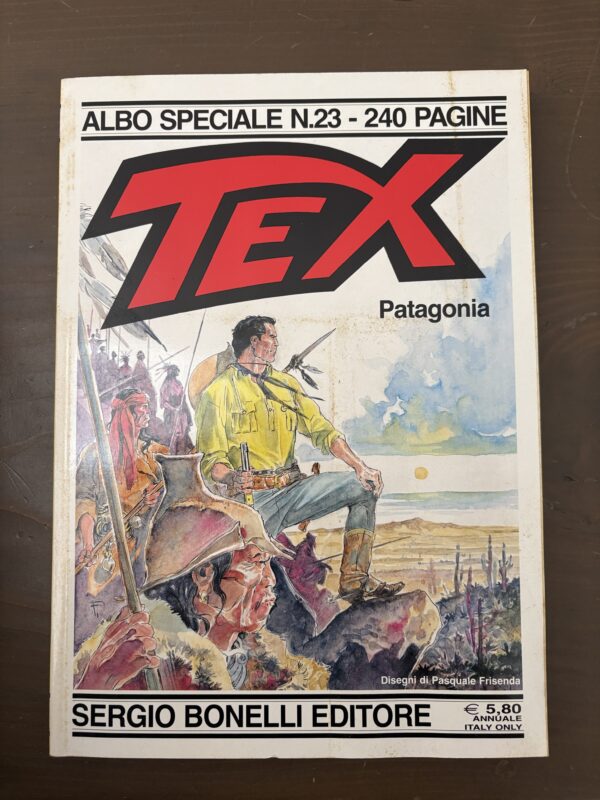 ALBO SPECIALE N.23 - 240 PAGINE
TEX
Patagonia
Disegni di Pasquale Frisenda
SERGIO BONELLI EDITORE
€ 5,80
ANNUALE
ITALY ONLY